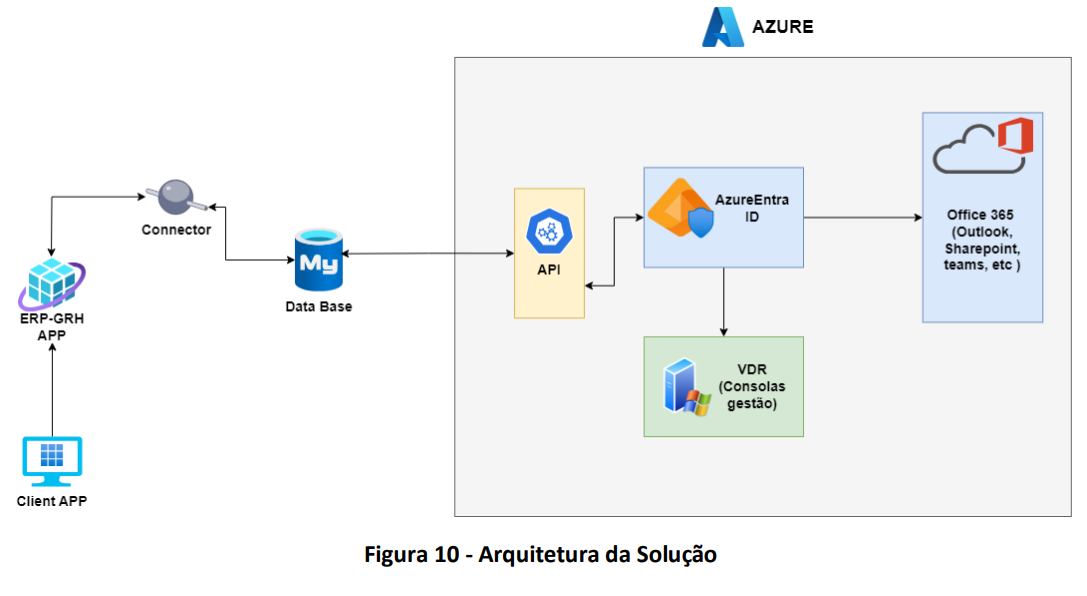 AZURE
Connector
ERP-GRH
APP
My
Data Base
Client APP
API
AzureEntra
ID
Office 365
(Outlook,
Sharepoint,
teams, etc )
VDR
(Consolas
gestão)
Figura 10 - Arquitetura da Solução